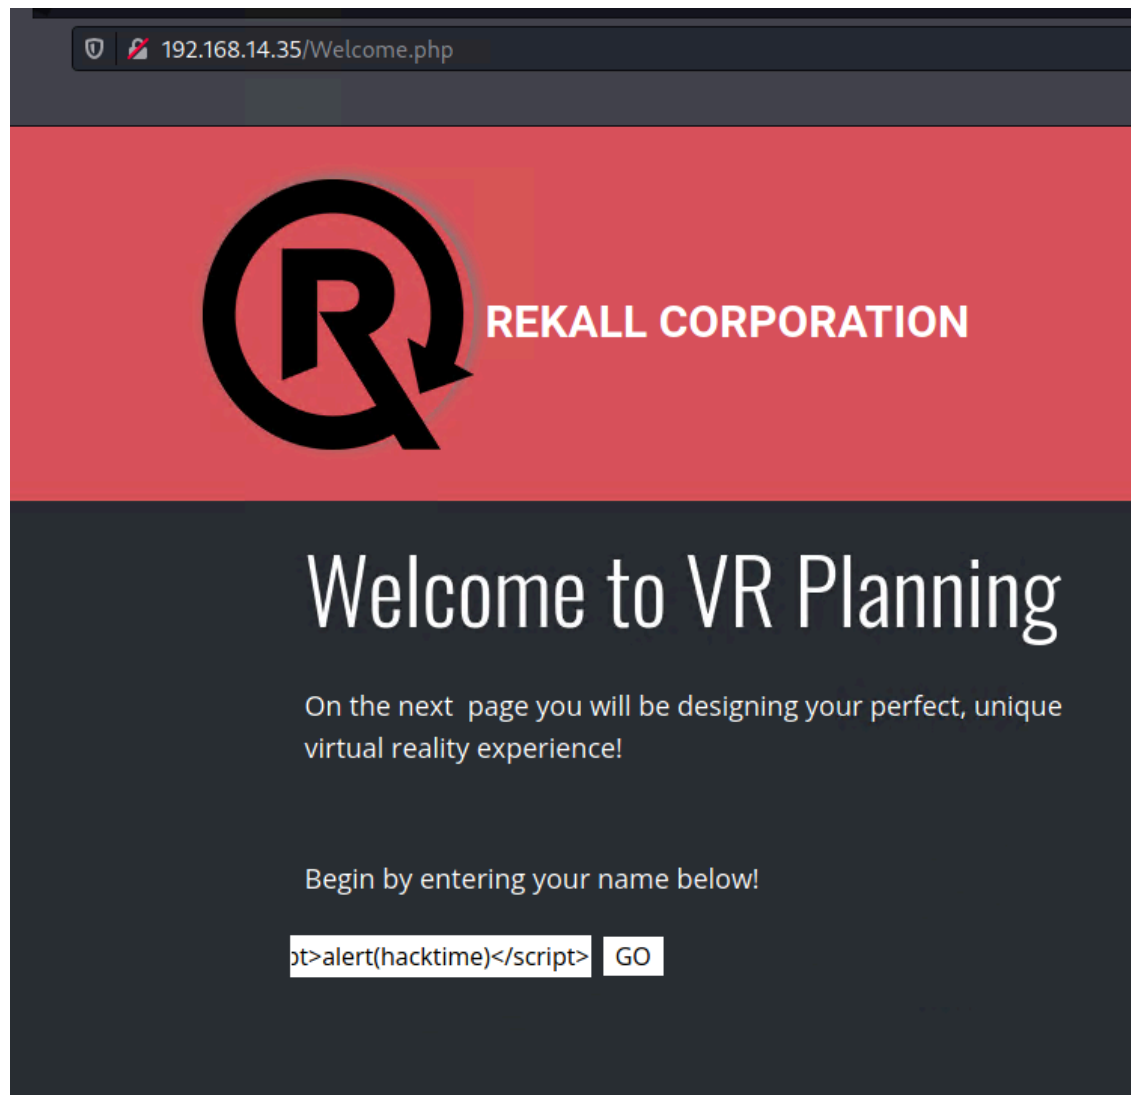 192.168.14.35/Welcome.php
R
REKALL CORPORATION
Welcome to VR Planning
On the next page you will be designing your perfect, unique
virtual reality experience!
Begin by entering your name below!
pt>alert(hacktime)</script> GO